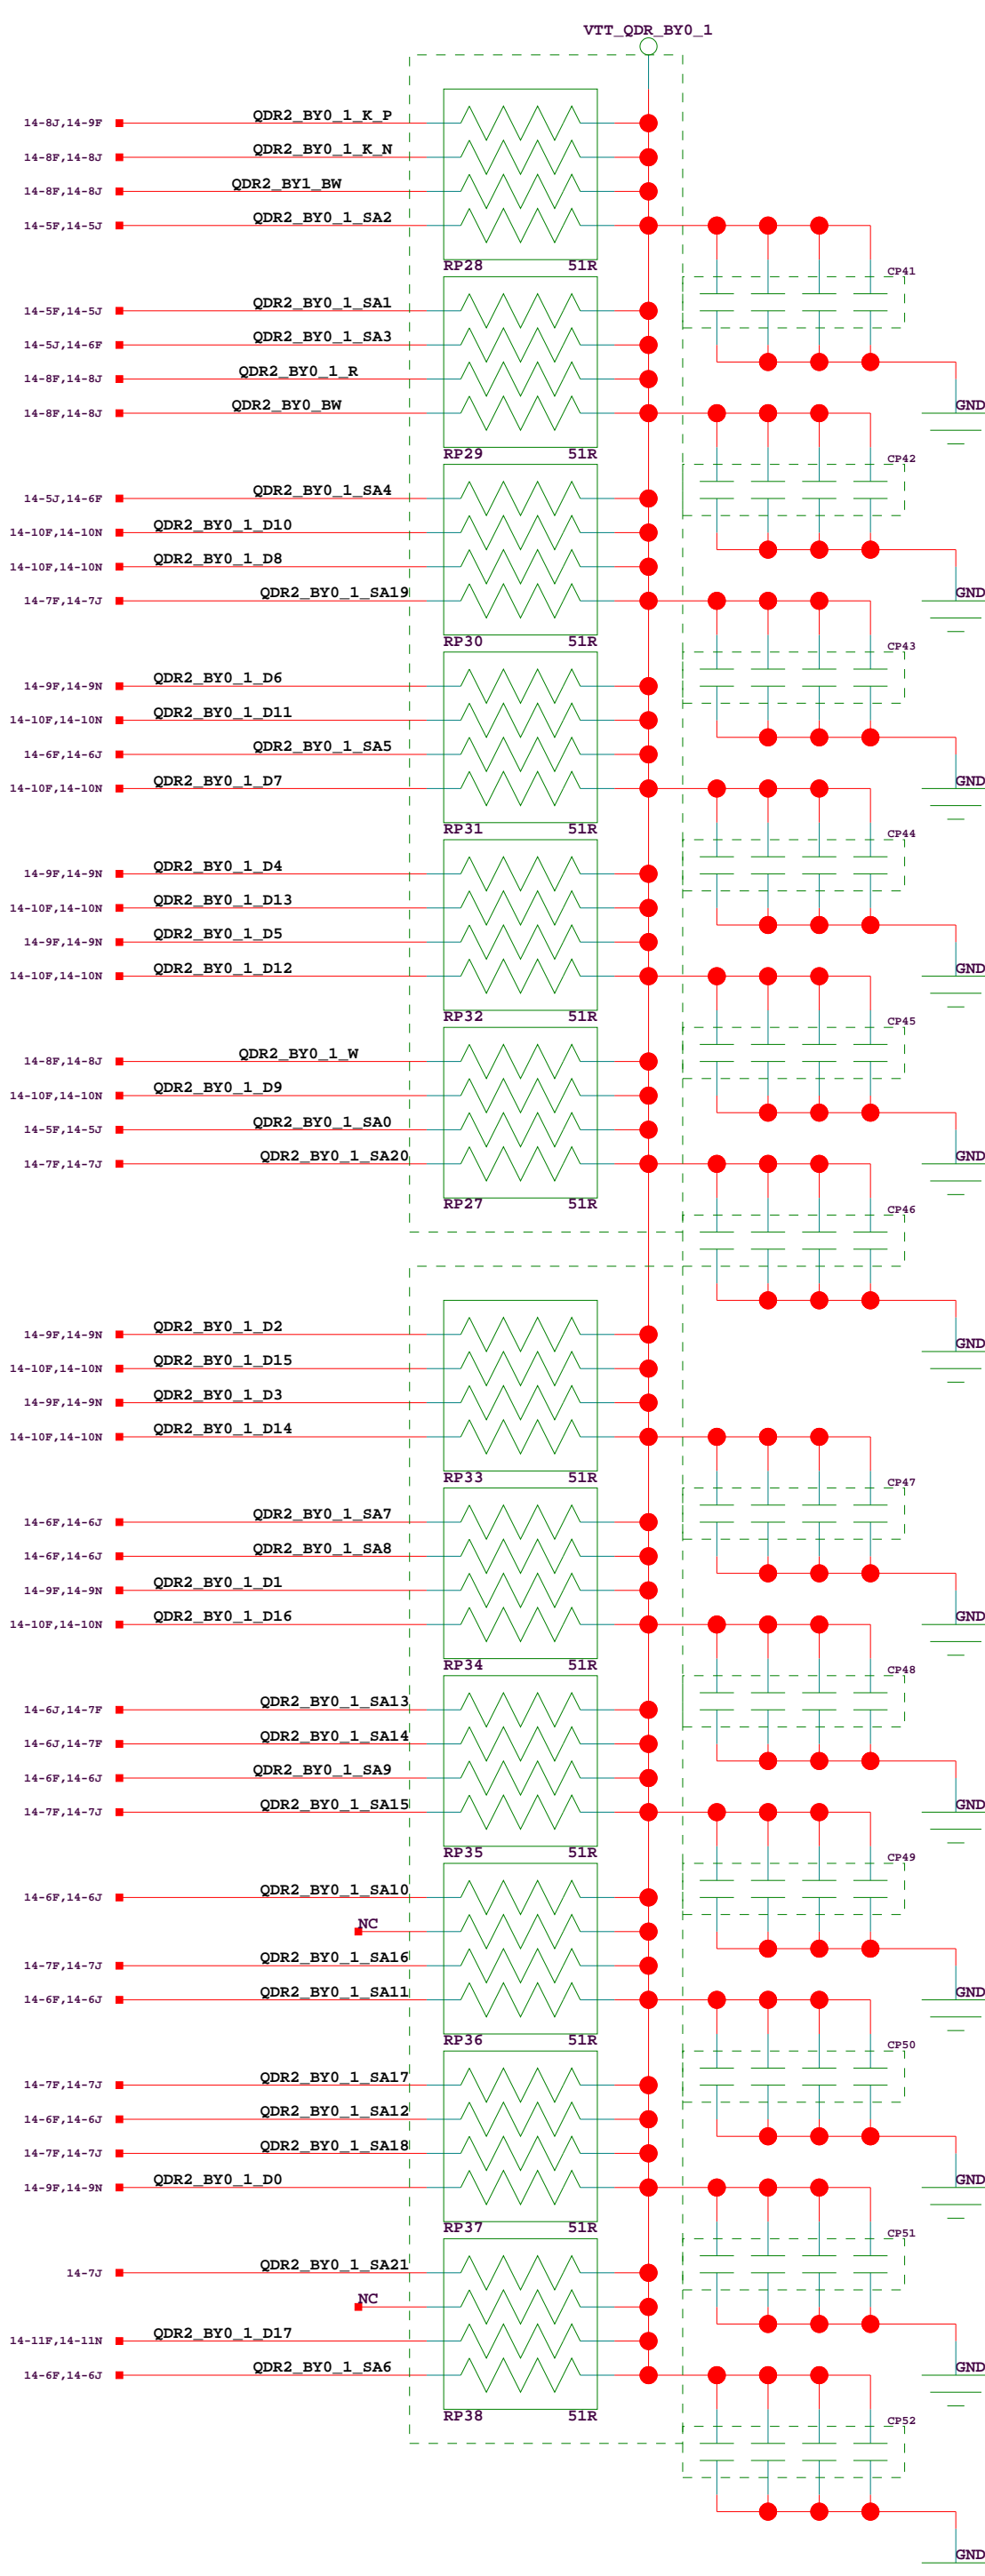 VTT_QDR_BY0_1
14-8J,14-9F QDR2_BY0_1_K_P
14-8F,14-8J QDR2_BY0_1_K_N
14-8F,14-8J QDR2_BY1_BW
14-5F,14-5J QDR2_BY0_1_SA2
RP28 51R CP41
14-5F,14-5J QDR2_BY0_1_SA1
14-5J,14-6F QDR2_BY0_1_SA3
14-8F,14-8J QDR2_BY0_1_R
14-8F,14-8J QDR2_BY0_BW GND
RP29 51R CP42
14-5J,14-6F QDR2_BY0_1_SA4
14-10F,14-10N QDR2_BY0_1_D10
14-10F,14-10N QDR2_BY0_1_D8
14-7F,14-7J QDR2_BY0_1_SA19 GND
RP30 51R CP43
14-9F,14-9N QDR2_BY0_1_D6
14-10F,14-10N QDR2_BY0_1_D11
14-6F,14-6J QDR2_BY0_1_SA5
14-10F,14-10N QDR2_BY0_1_D7 GND
RP31 51R CP44
14-9F,14-9N QDR2_BY0_1_D4
14-10F,14-10N QDR2_BY0_1_D13
14-9F,14-9N QDR2_BY0_1_D5
14-10F,14-10N QDR2_BY0_1_D12 GND
RP32 51R CP45
14-8F,14-8J QDR2_BY0_1_W
14-10F,14-10N QDR2_BY0_1_D9
14-5F,14-5J QDR2_BY0_1_SA0
14-7F,14-7J QDR2_BY0_1_SA20 GND
RP27 51R CP46
14-9F,14-9N QDR2_BY0_1_D2 GND
14-10F,14-10N QDR2_BY0_1_D15
14-9F,14-9N QDR2_BY0_1_D3
14-10F,14-10N QDR2_BY0_1_D14
RP33 51R CP47
14-6F,14-6J QDR2_BY0_1_SA7
14-6F,14-6J QDR2_BY0_1_SA8
14-9F,14-9N QDR2_BY0_1_D1
14-10F,14-10N QDR2_BY0_1_D16 GND
RP34 51R CP48
14-6J,14-7F QDR2_BY0_1_SA13
14-6J,14-7F QDR2_BY0_1_SA14
14-6F,14-6J QDR2_BY0_1_SA9
14-7F,14-7J QDR2_BY0_1_SA15 GND
RP35 51R CP49
14-6F,14-6J QDR2_BY0_1_SA10
NC
14-7F,14-7J QDR2_BY0_1_SA16
14-6F,14-6J QDR2_BY0_1_SA11 GND
RP36 51R CP50
14-7F,14-7J QDR2_BY0_1_SA17
14-6F,14-6J QDR2_BY0_1_SA12
14-7F,14-7J QDR2_BY0_1_SA18
14-9F,14-9N QDR2_BY0_1_D0 GND
RP37 51R CP51
14-7J QDR2_BY0_1_SA21
NC
14-11F,14-11N QDR2_BY0_1_D17
14-6F,14-6J QDR2_BY0_1_SA6 GND
RP38 51R CP52
GND